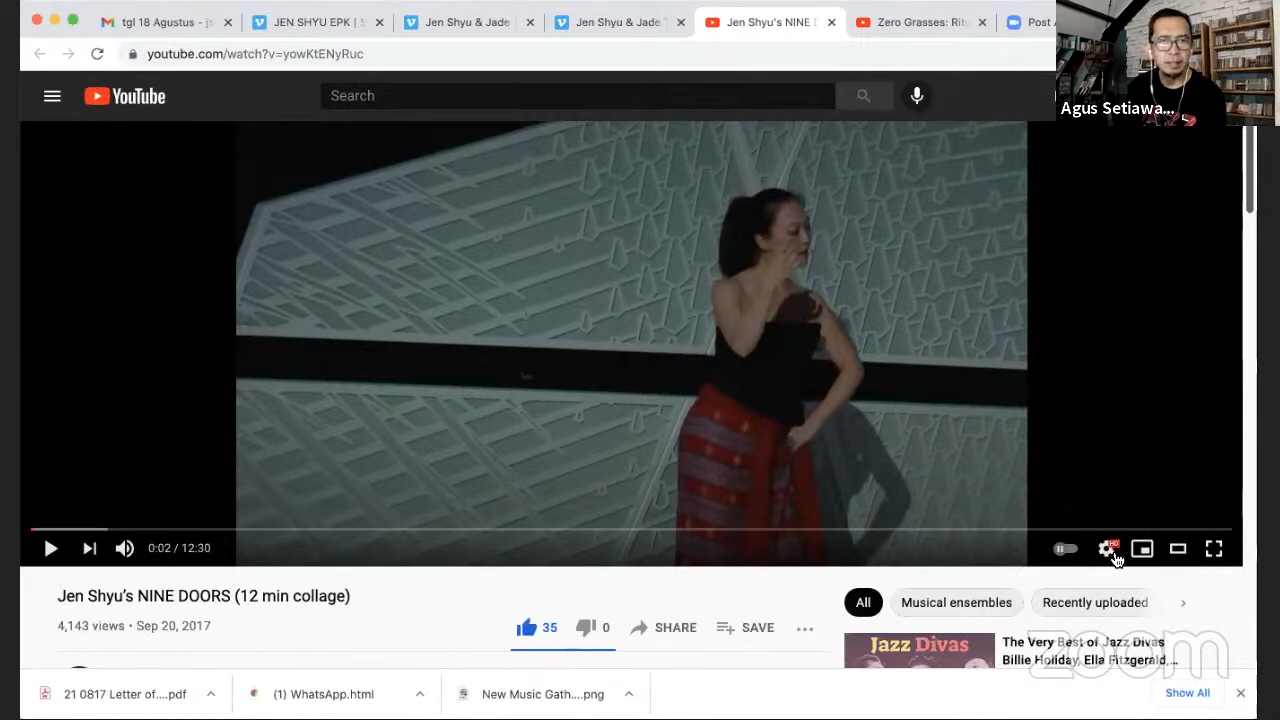 tgl 18 Agustus - ja
JEN SHYU EPK | S
Jen Shyu & Jade
Jen Shyu & Jade T
Jen Shyu's NINE D
Zero Grasses: Ritu
Post A
youtube.com/watch?v=yowKtENyRuc
YouTube
Search
Agus Setiawa...
0:02 / 12:30
HD
Jen Shyu's NINE DOORS (12 min collage)
4,143 views • Sep 20, 2017
35
0
SHARE
SAVE
All
Musical ensembles
Recently uploaded
Jazz Divas
The Very Best of Jazz Divas
Billie Holiday, Ella Fitzgerald,...
zoom
21 0817 Letter of....pdf
(1) WhatsApp.html
New Music Gath....png
Show All